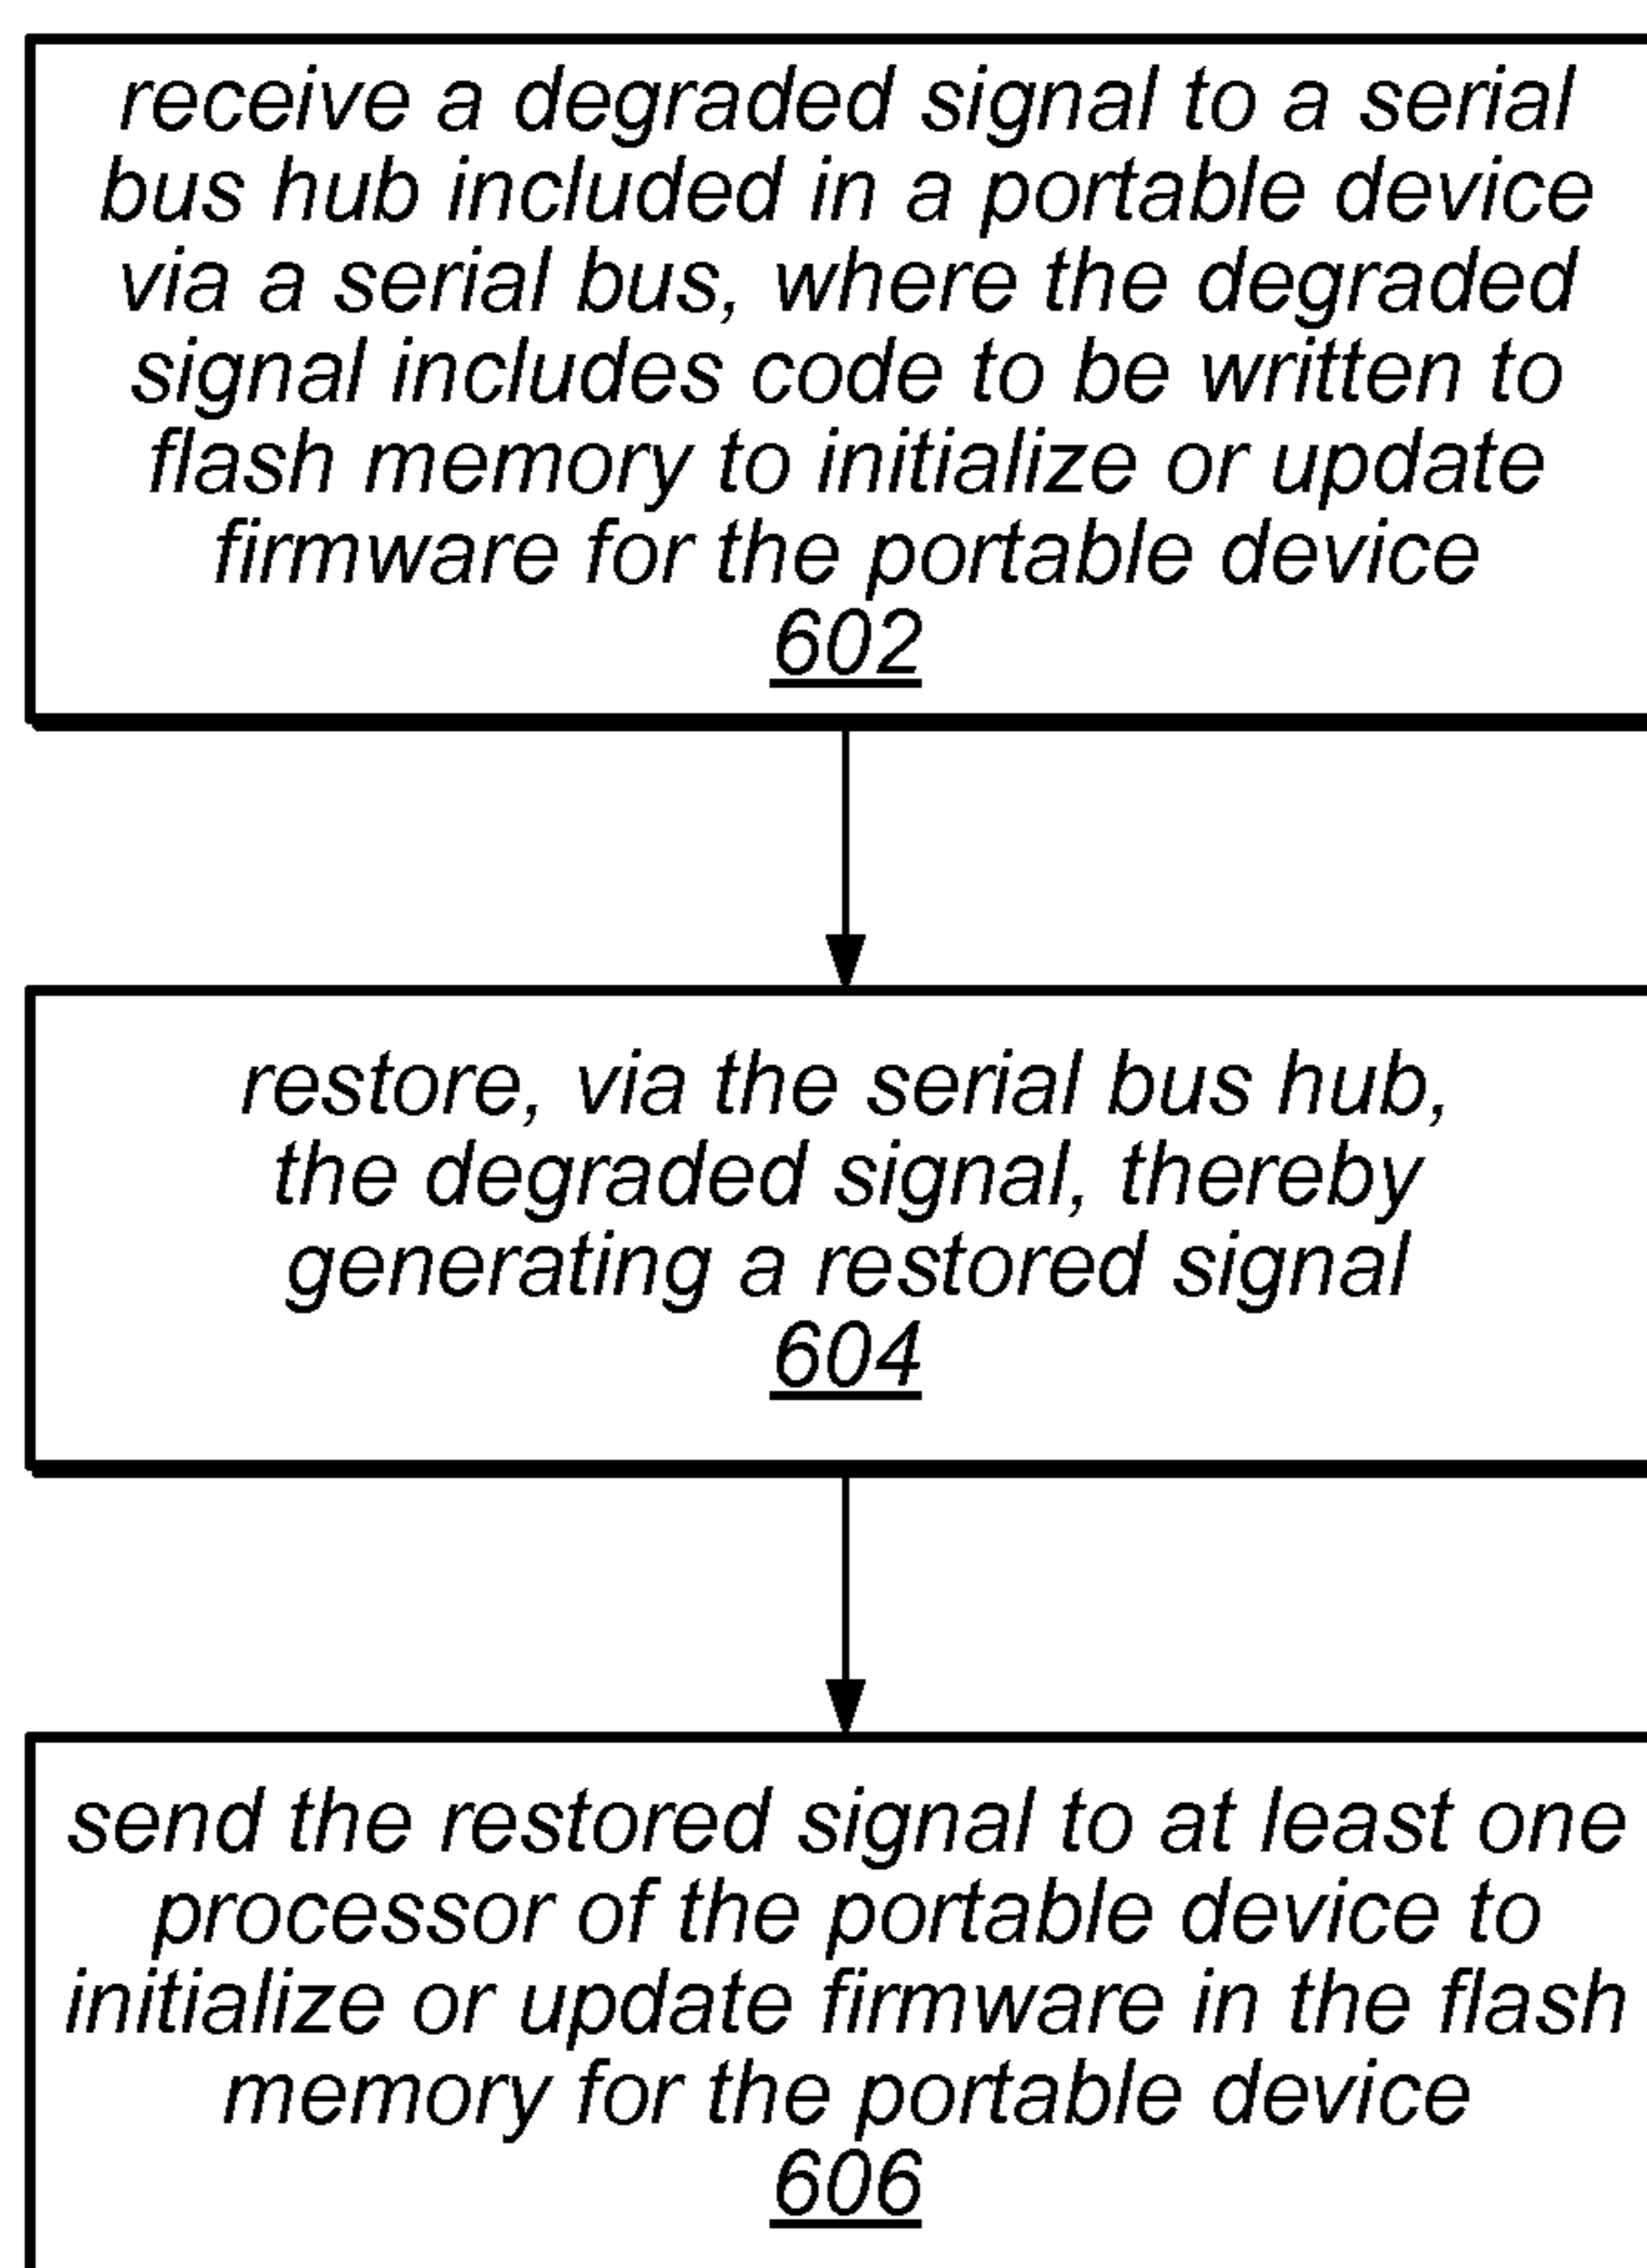 receive a degraded signal to a serial
bus hub included in a portable device
via a serial bus, where the degraded
signal includes code to be written to
flash memory to initialize or update
firmware for the portable device
602
restore, via the serial bus hub,
the degraded signal, thereby
generating a restored signal
604
send the restored signal to at least one
processor of the portable device to
initialize or update firmware in the flash
memory for the portable device
606